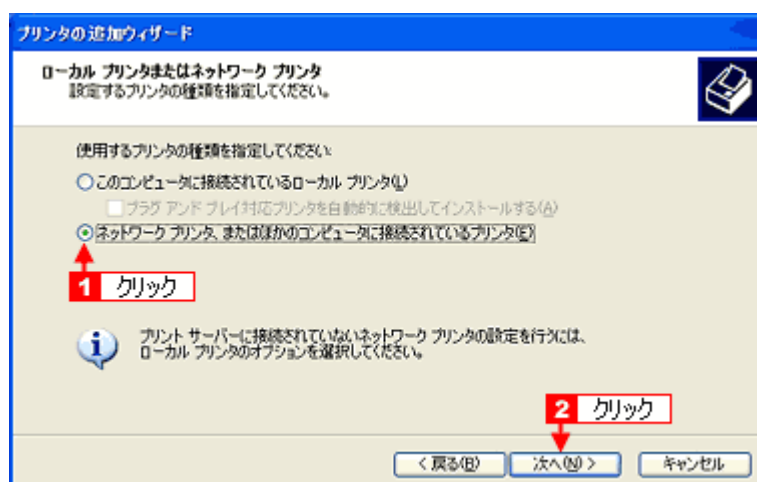 プリンタの追加ウィザード
ローカル プリンタまたはネットワーク プリンタ
設定するプリンタの種類を指定してください。
使用するプリンタの種類を指定してください:
このコンピュータに接続されているローカル プリンタ(L)
プラグ アンド プレイ対応プリンタを自動的に検出してインストールする(A)
ネットワーク プリンタ、またはほかのコンピュータに接続されているプリンタ(E)
1 クリック
プリント サーバーに接続されていないネットワーク プリンタの設定を行うには、
ローカル プリンタのオプションを選択してください。
2 クリック
< 戻る(B) 次へ(N) > キャンセル